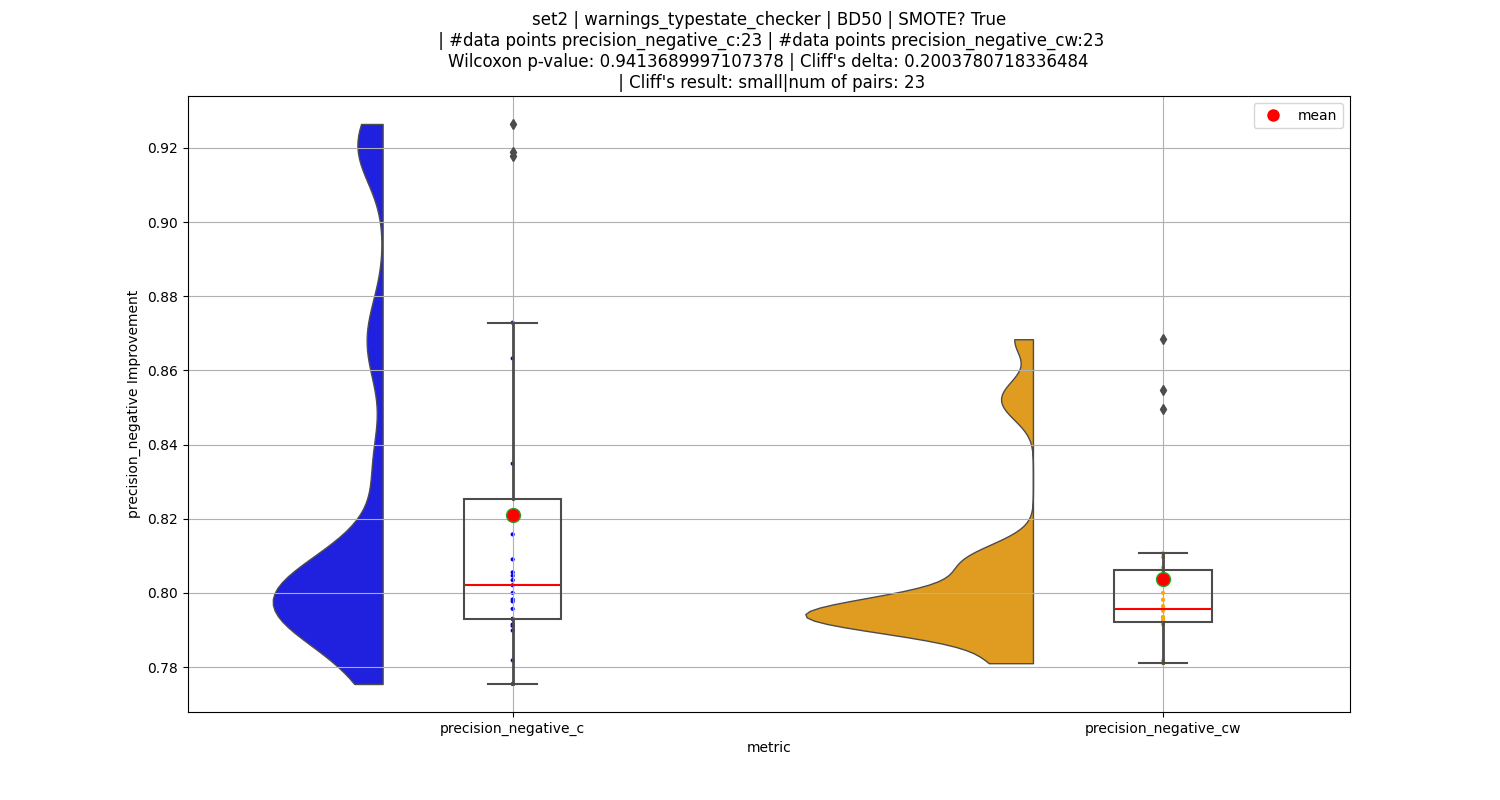 set2 | warnings_typestate_checker | BD50 | SMOTE? True
| #data points precision_negative_c:23 | #data points precision_negative_cw:23
Wilcoxon p-value: 0.9413689997107378 | Cliff's delta: 0.2003780718336484
| Cliff's result: small|num of pairs: 23
mean
0.92
0.90
0.88
0.86
0.84
0.82
0.80
0.78
precision_negative Improvement
precision_negative_c
precision_negative_cw
metric